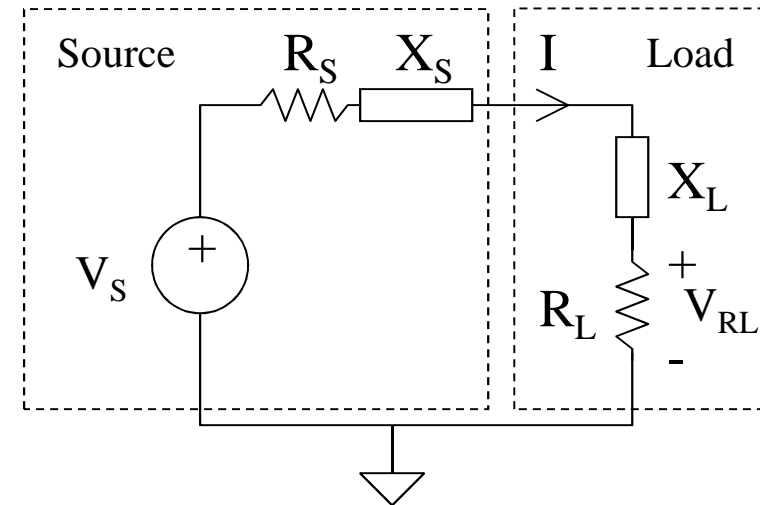 Source R_S X_S I Load
X_L
+
+
V_S
R_L V_RL
-